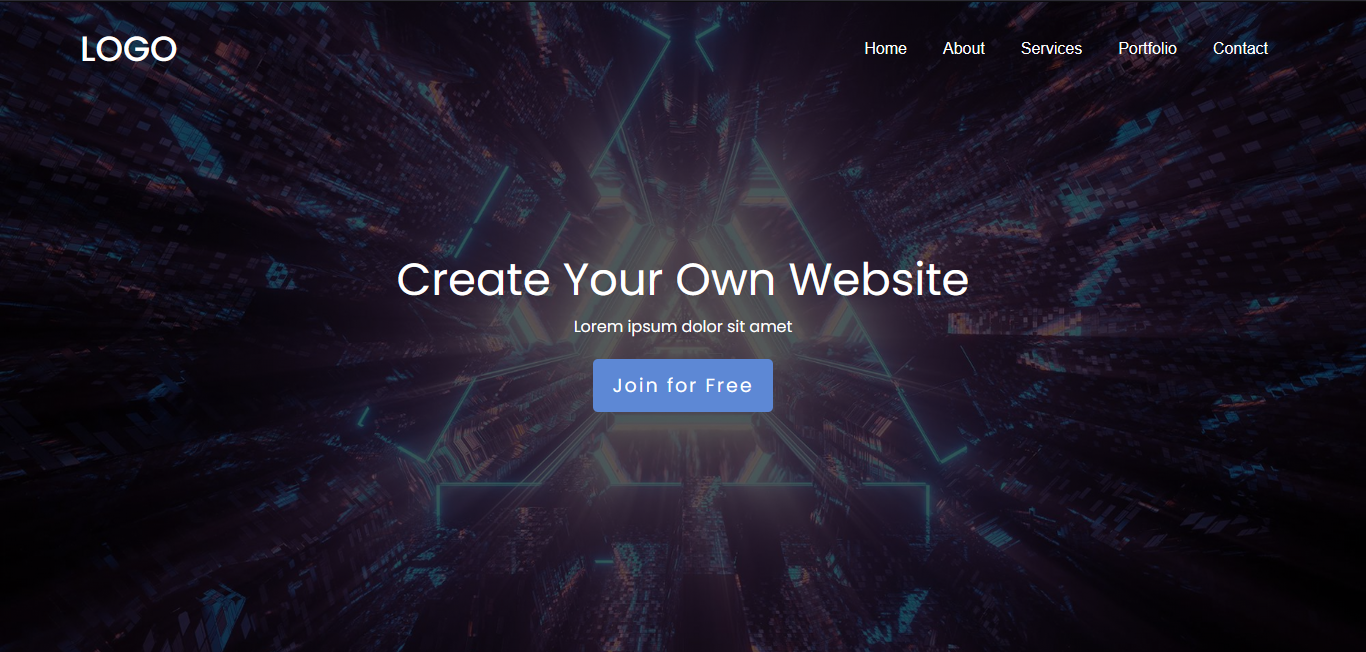 LOGO
Home About Services Portfolio Contact
Create Your Own Website
Lorem ipsum dolor sit amet
Join for Free